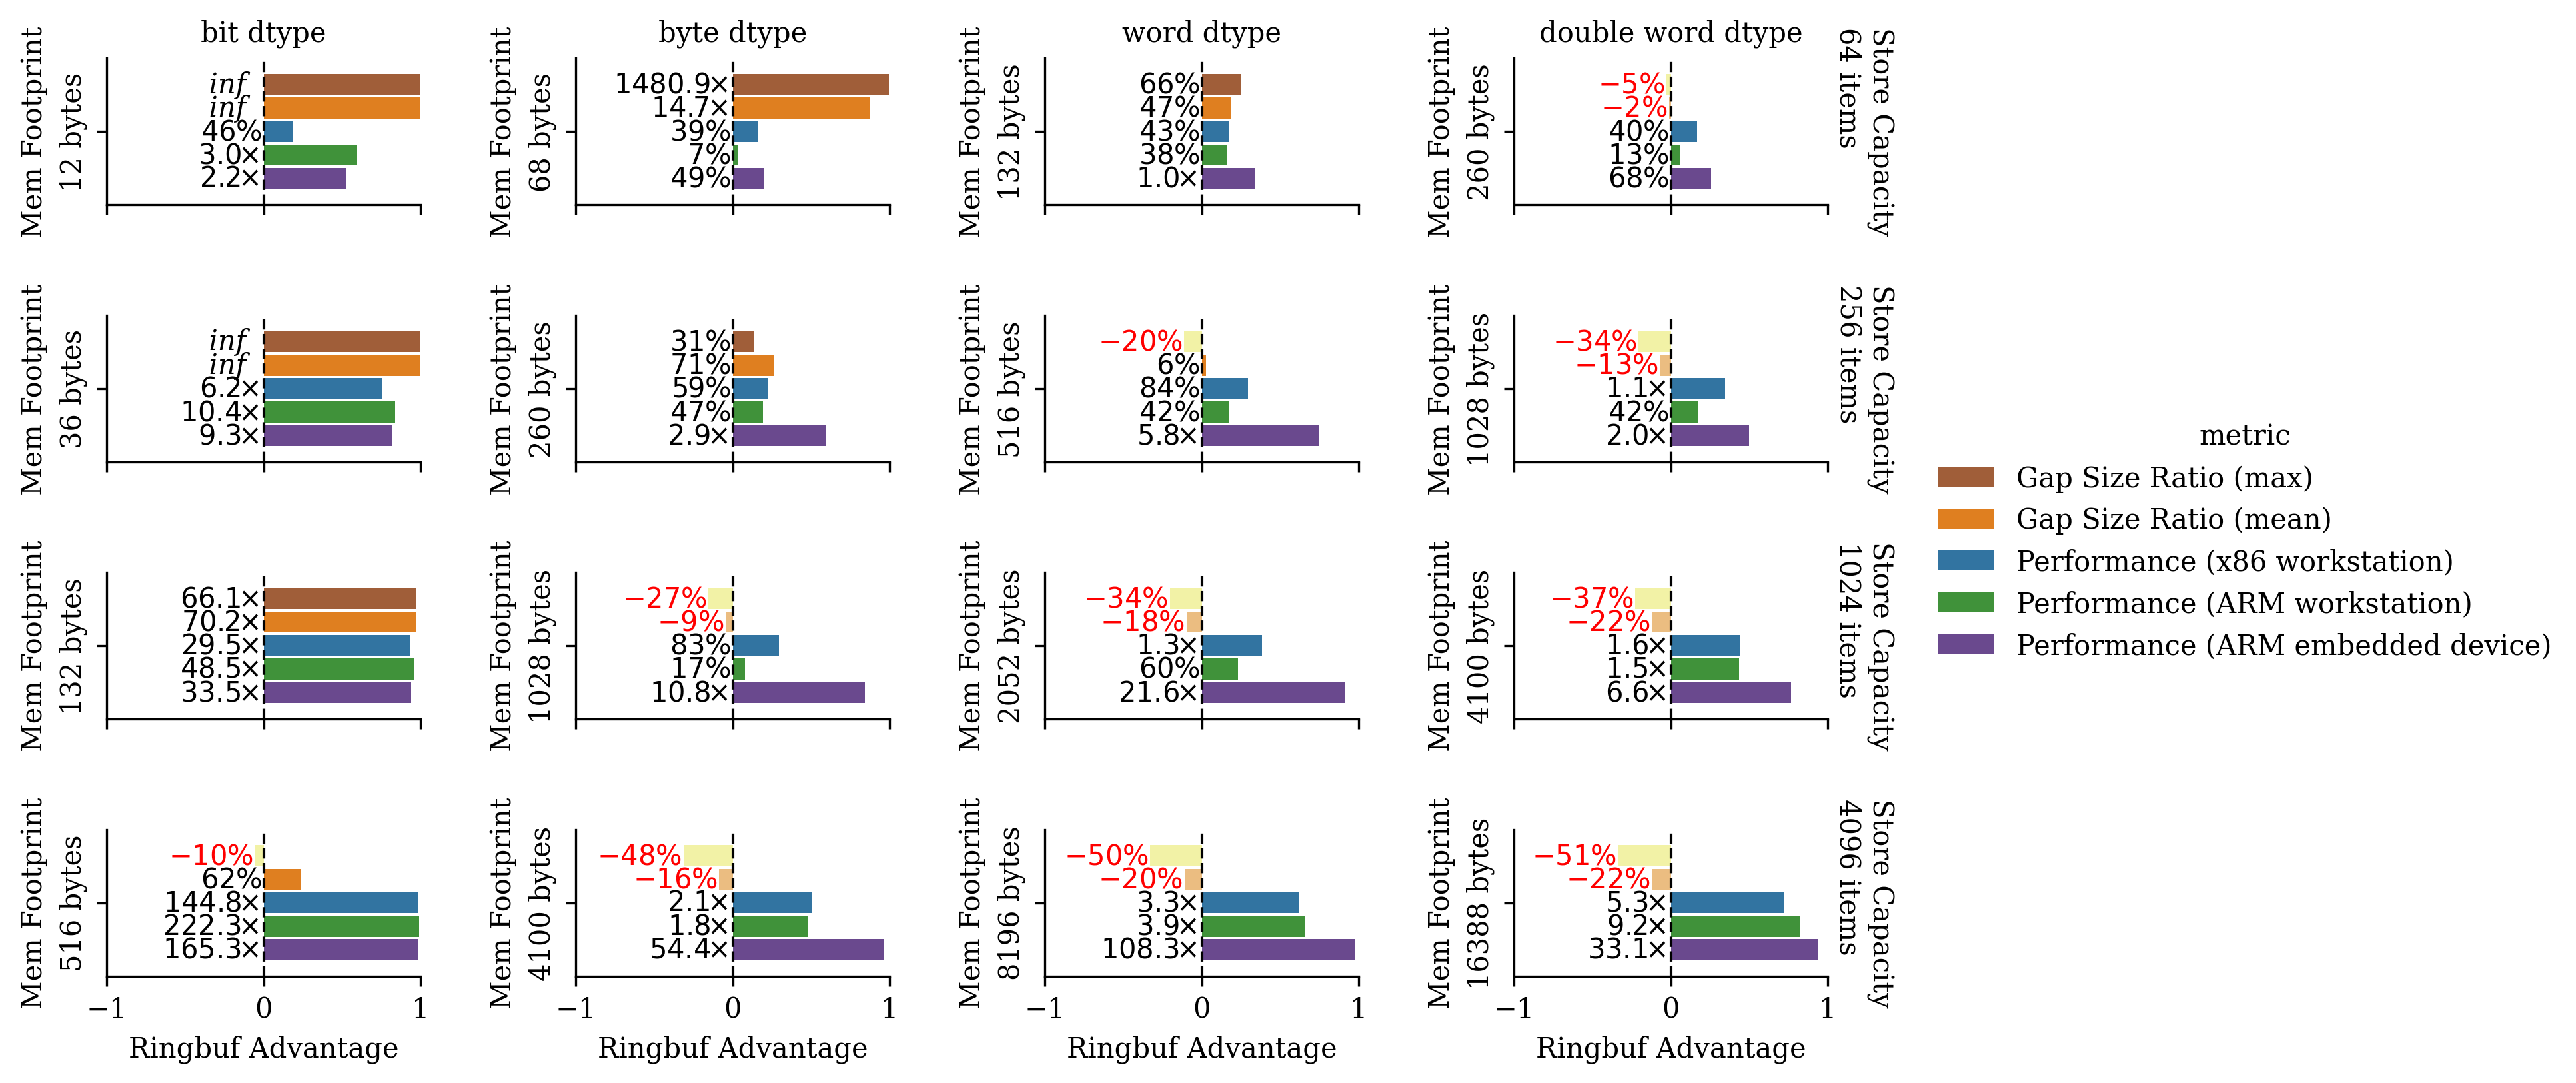 bit dtype
byte dtype
word dtype
double word dtype
Mem Footprint
12 bytes
inf
inf
46%
3.0×
2.2×
Mem Footprint
68 bytes
1480.9×
14.7×
39%
7%
49%
Mem Footprint
132 bytes
66%
47%
43%
38%
1.0×
Mem Footprint
260 bytes
−5%
−2%
40%
13%
68%
Store Capacity
64 items
Mem Footprint
36 bytes
inf
inf
6.2×
10.4×
9.3×
Mem Footprint
260 bytes
31%
71%
59%
47%
2.9×
Mem Footprint
516 bytes
−20%
6%
84%
42%
5.8×
Mem Footprint
1028 bytes
−34%
−13%
1.1×
42%
2.0×
Store Capacity
256 items
Mem Footprint
132 bytes
66.1×
70.2×
29.5×
48.5×
33.5×
Mem Footprint
1028 bytes
−27%
−9%
83%
17%
10.8×
Mem Footprint
2052 bytes
−34%
−18%
1.3×
60%
21.6×
Mem Footprint
4100 bytes
−37%
−22%
1.6×
1.5×
6.6×
Store Capacity
1024 items
Mem Footprint
516 bytes
−10%
62%
144.8×
222.3×
165.3×
−1 0 1
Ringbuf Advantage
Mem Footprint
4100 bytes
−48%
−16%
2.1×
1.8×
54.4×
−1 0 1
Ringbuf Advantage
Mem Footprint
8196 bytes
−50%
−20%
3.3×
3.9×
108.3×
−1 0 1
Ringbuf Advantage
Mem Footprint
16388 bytes
−51%
−22%
5.3×
9.2×
33.1×
−1 0 1
Ringbuf Advantage
Store Capacity
4096 items
metric
Gap Size Ratio (max)
Gap Size Ratio (mean)
Performance (x86 workstation)
Performance (ARM workstation)
Performance (ARM embedded device)